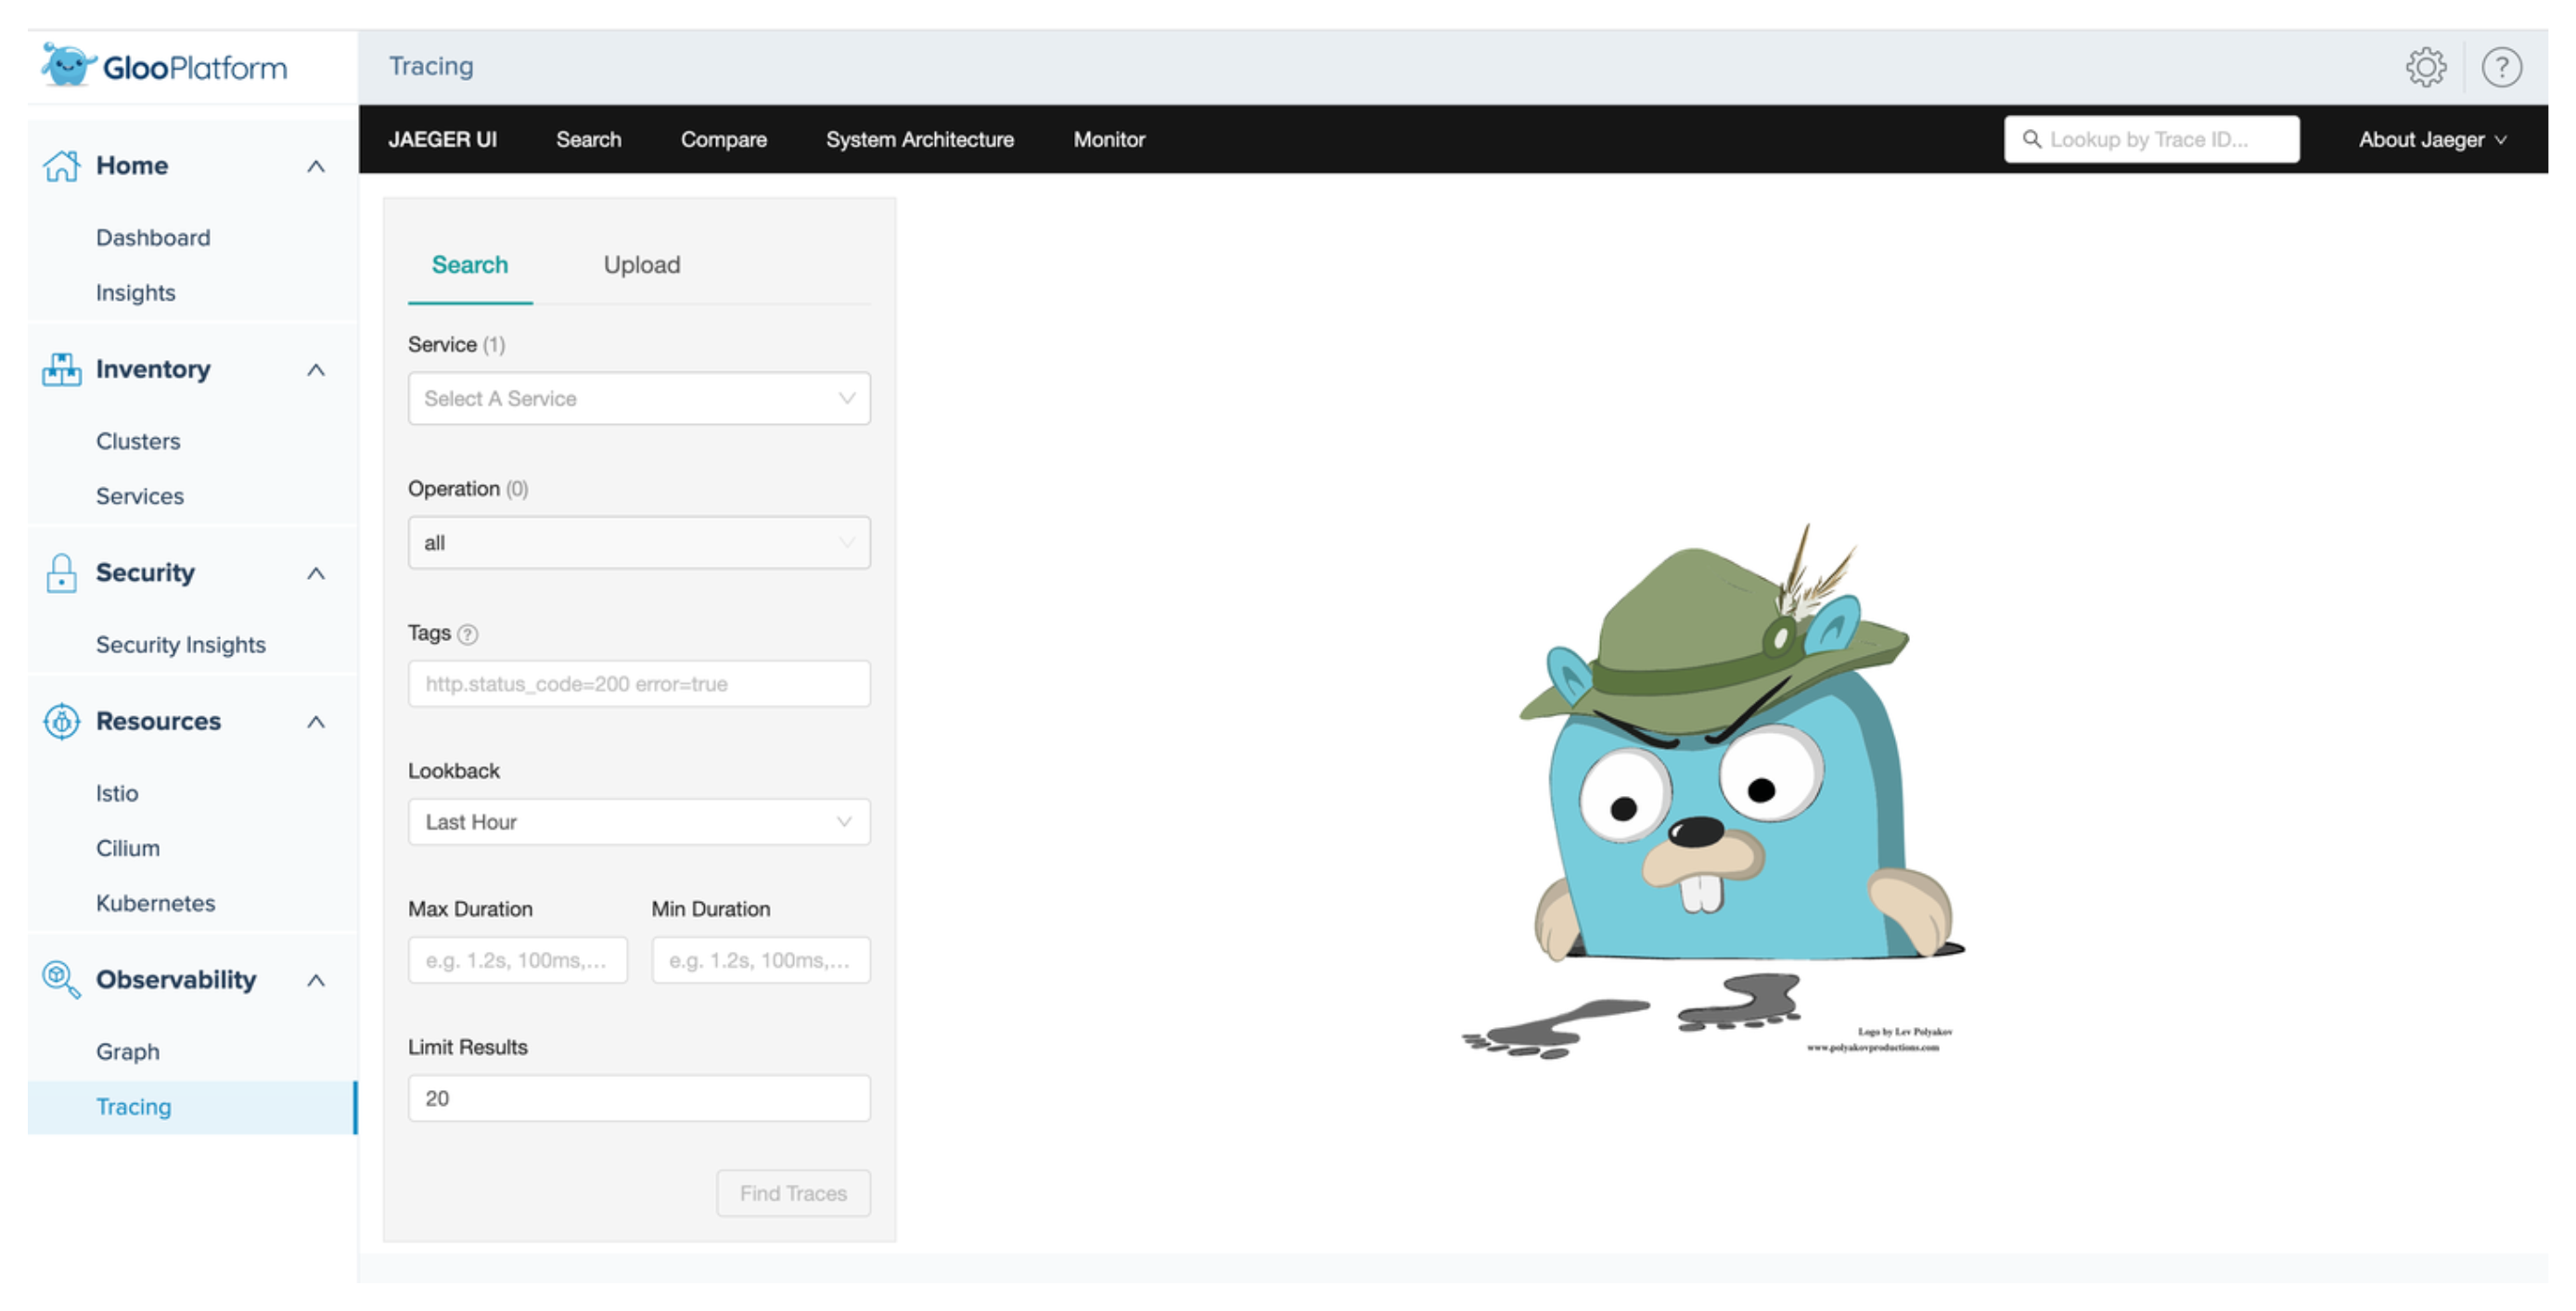 GlooPlatform
Tracing
?
JAEGER UI
Search
Compare
System Architecture
Monitor
Lookup by Trace ID...
About Jaeger
Home
Dashboard
Insights
Inventory
Clusters
Services
Security
Security Insights
Resources
Istio
Cilium
Kubernetes
Observability
Graph
Tracing
Search
Upload
Service (1)
Select A Service
Operation (0)
all
Tags ?
http.status_code=200 error=true
Lookback
Last Hour
Max Duration
Min Duration
e.g. 1.2s, 100ms,...
e.g. 1.2s, 100ms,...
Limit Results
20
Find Traces
Logo by Lev Polyakov
www.polyakovproductions.com